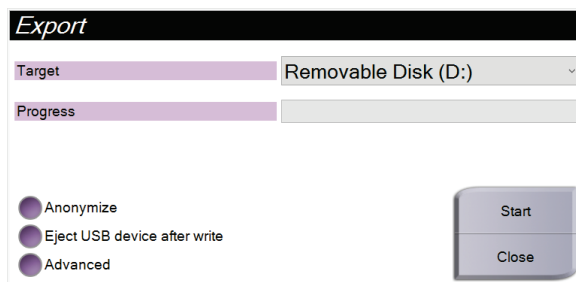 Export
Target
Removable Disk (D:)
Progress
Anonymize
Eject USB device after write
Advanced
Start
Close